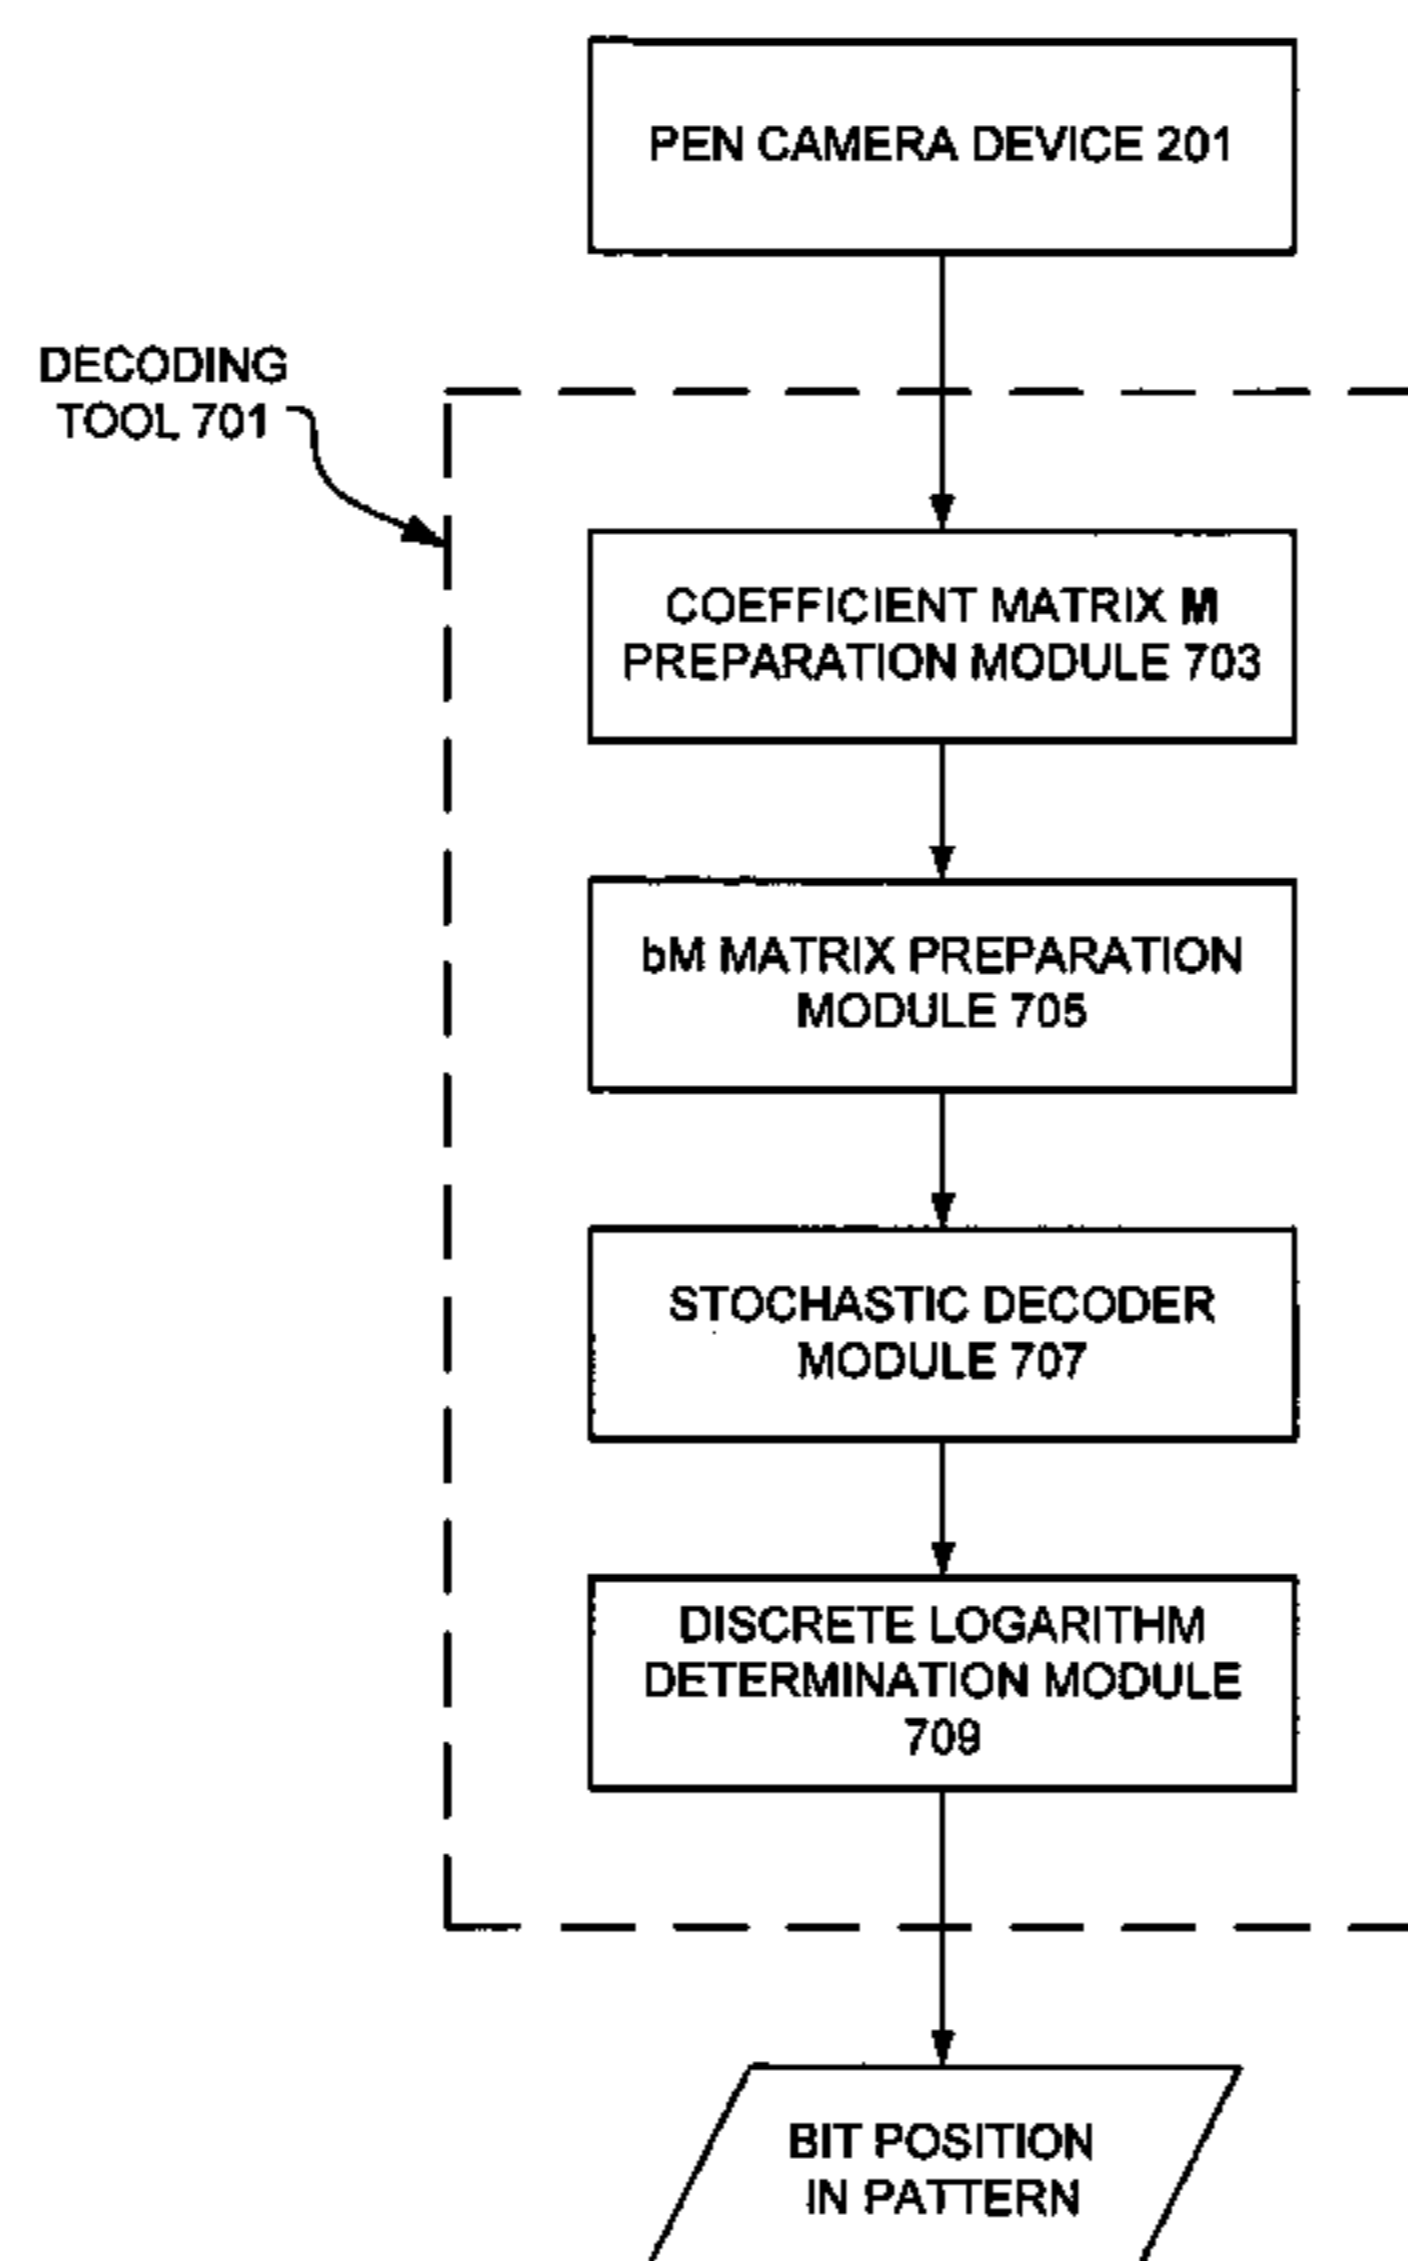 PEN CAMERA DEVICE 201
DECODING
TOOL 701
COEFFICIENT MATRIX M
PREPARATION MODULE 703
bM MATRIX PREPARATION
MODULE 705
STOCHASTIC DECODER
MODULE 707
DISCRETE LOGARITHM
DETERMINATION MODULE
709
BIT POSITION
IN PATTERN